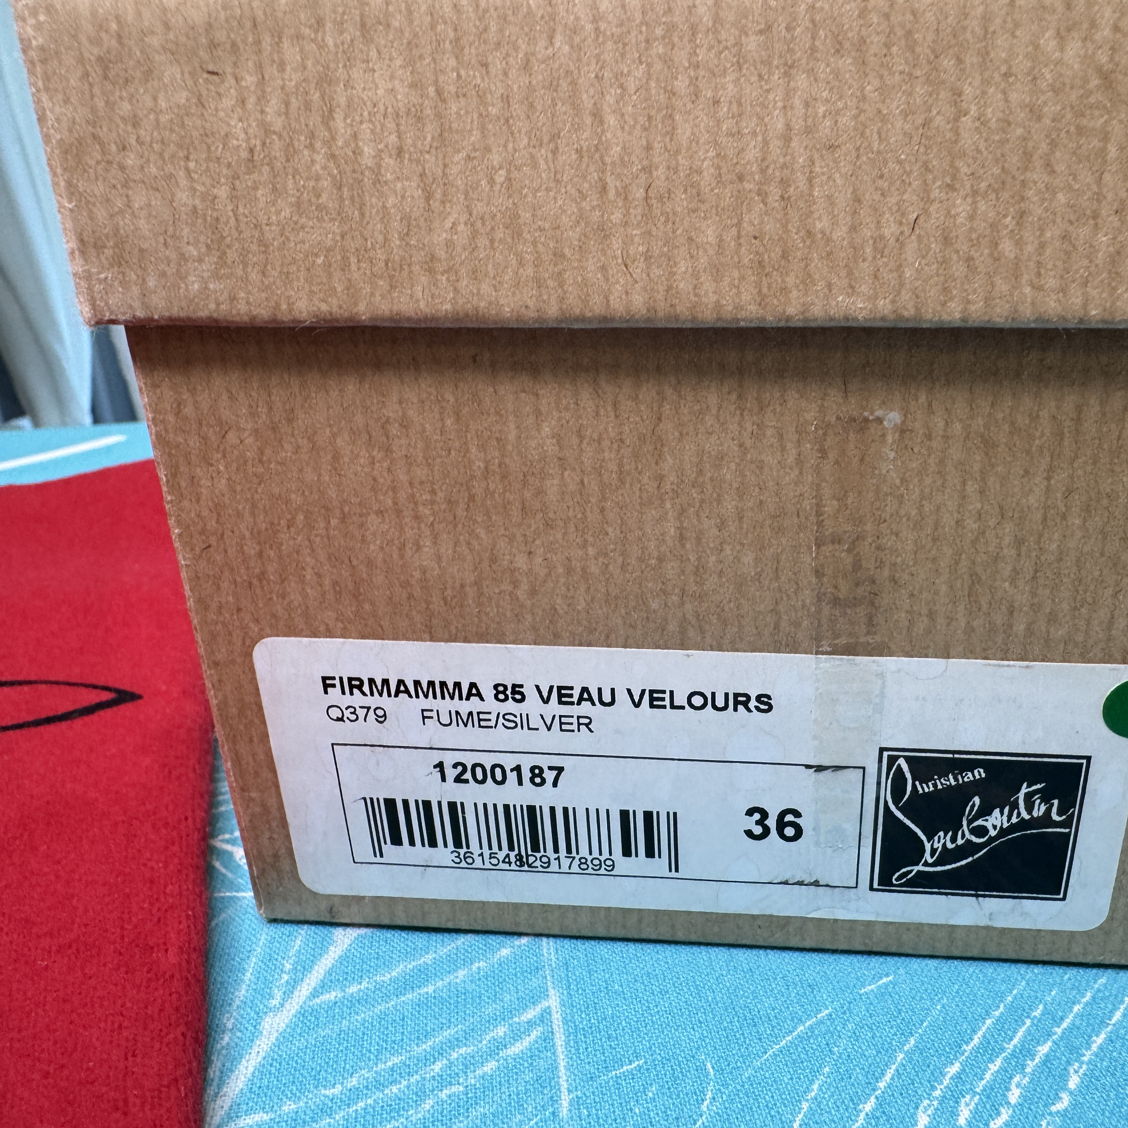 FIRMAMMA 85 VEAU VELOURS
Q379 FUME/SILVER
1200187
36
3615482917899
Christian
Louboutin